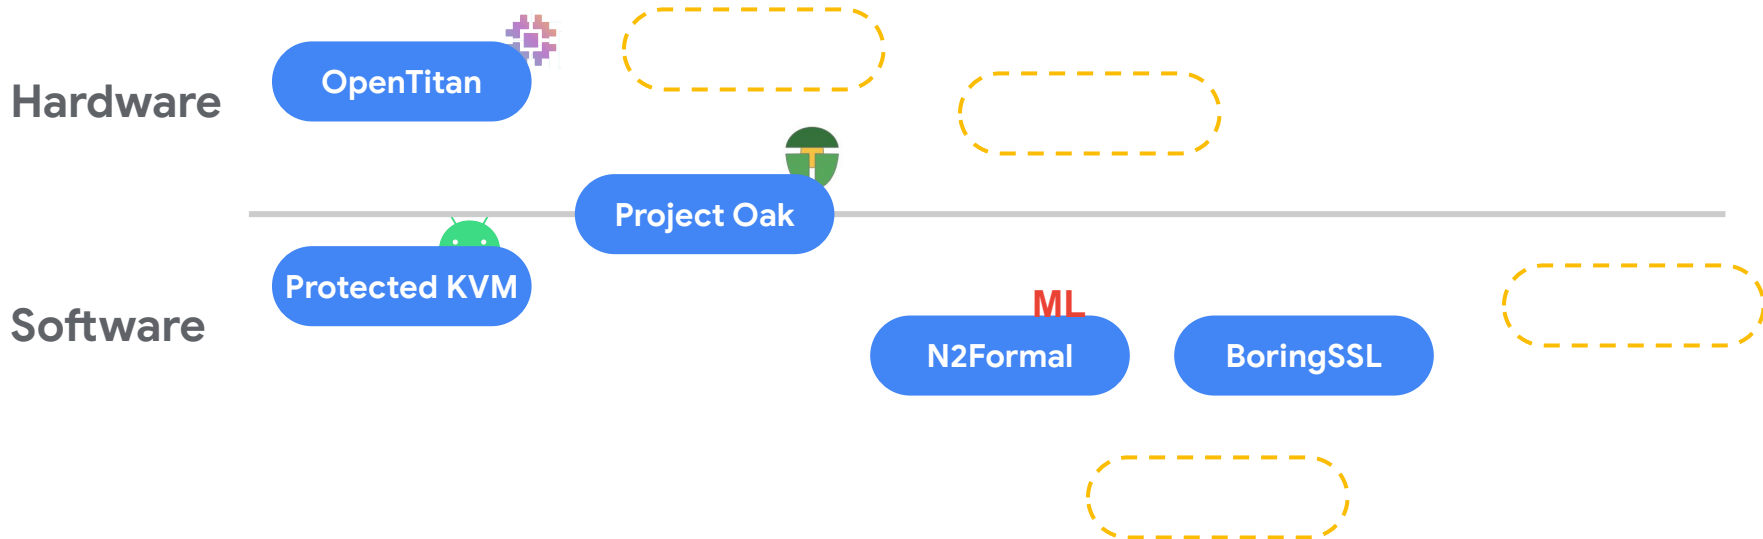 Hardware
OpenTitan
Project Oak
Software
Protected KVM
ML
N2Formal
BoringSSL